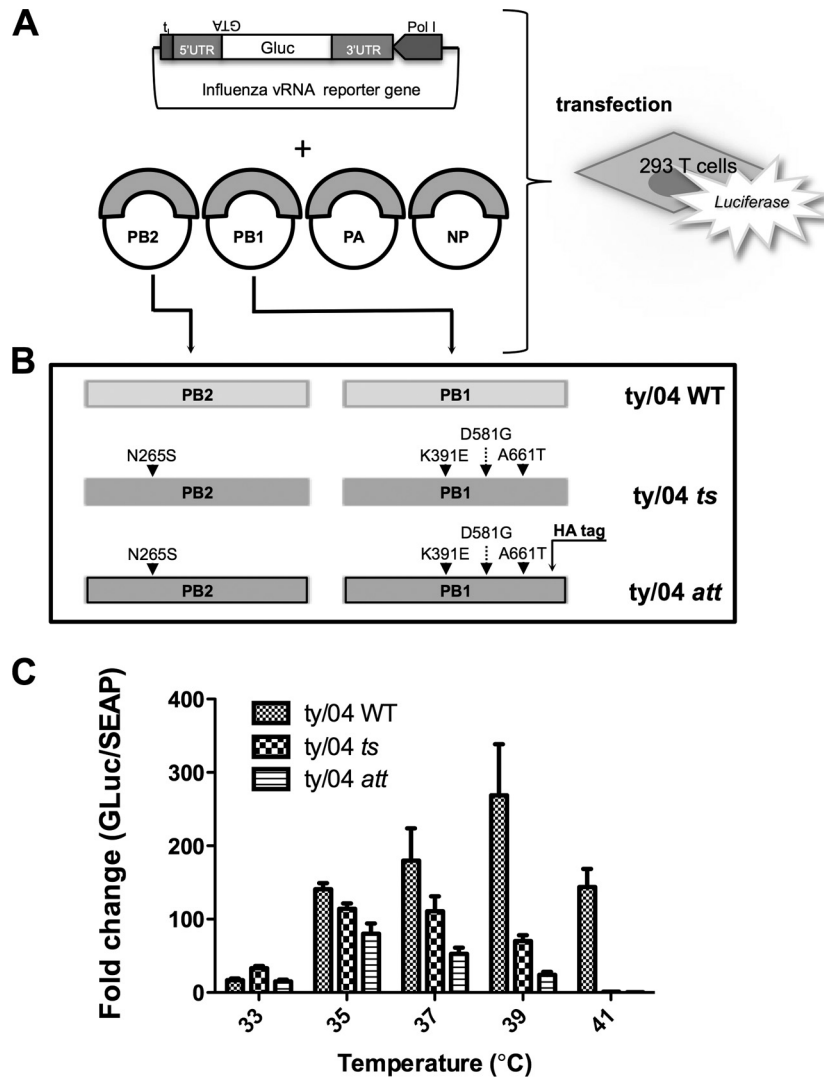 A
t
I
5'UTR
GTA
Gluc
3'UTR
Pol I
Influenza vRNA reporter gene
+
PB2
PB1
PA
NP
transfection
293 T cells
Luciferase
B
PB2
PB1
ty/04 WT
N265S
D581G
K391E
A661T
PB2
PB1
ty/04 ts
HA tag
N265S
D581G
K391E
A661T
PB2
PB1
ty/04 att
C
Fold change (GLuc/SEAP)
400
300
200
100
0
ty/04 WT
ty/04 ts
ty/04 att
33
35
37
39
41
Temperature (°C)